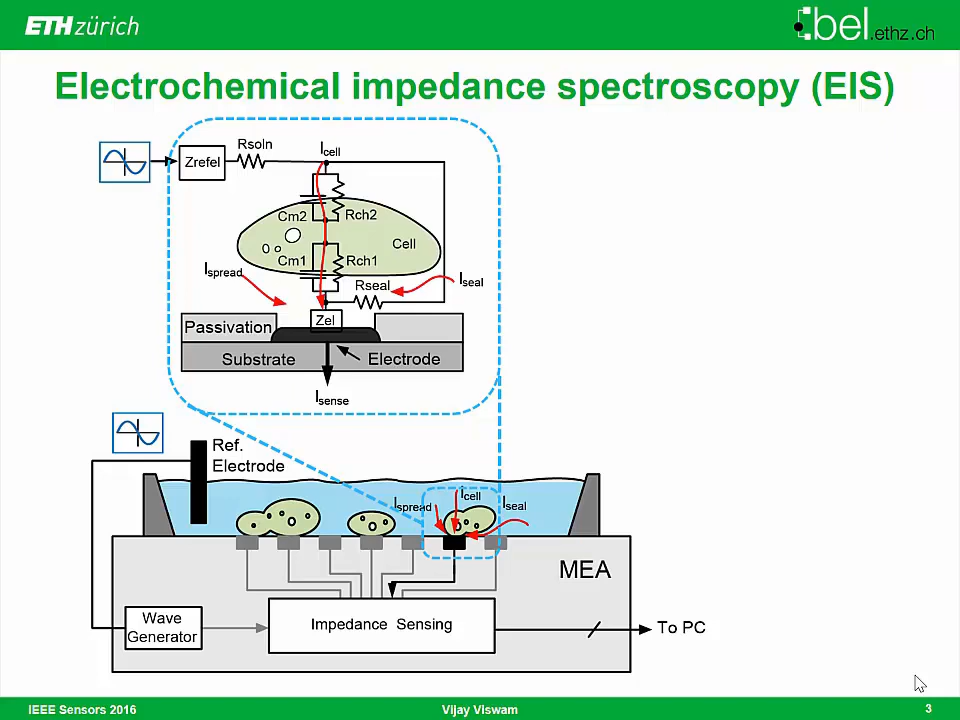 ETH zürich
bel.ethz.ch
Electrochemical impedance spectroscopy (EIS)
Zrefel
Rsoln
Icell
Cm2
Rch2
Cell
Cm1
Rch1
Ispread
Rseal
Iseal
Zel
Passivation
Substrate
Electrode
Isense
Ref.
Electrode
Ispread
Icell
Iseal
MEA
Wave
Generator
Impedance Sensing
To PC
IEEE Sensors 2016
Vijay Viswam
3